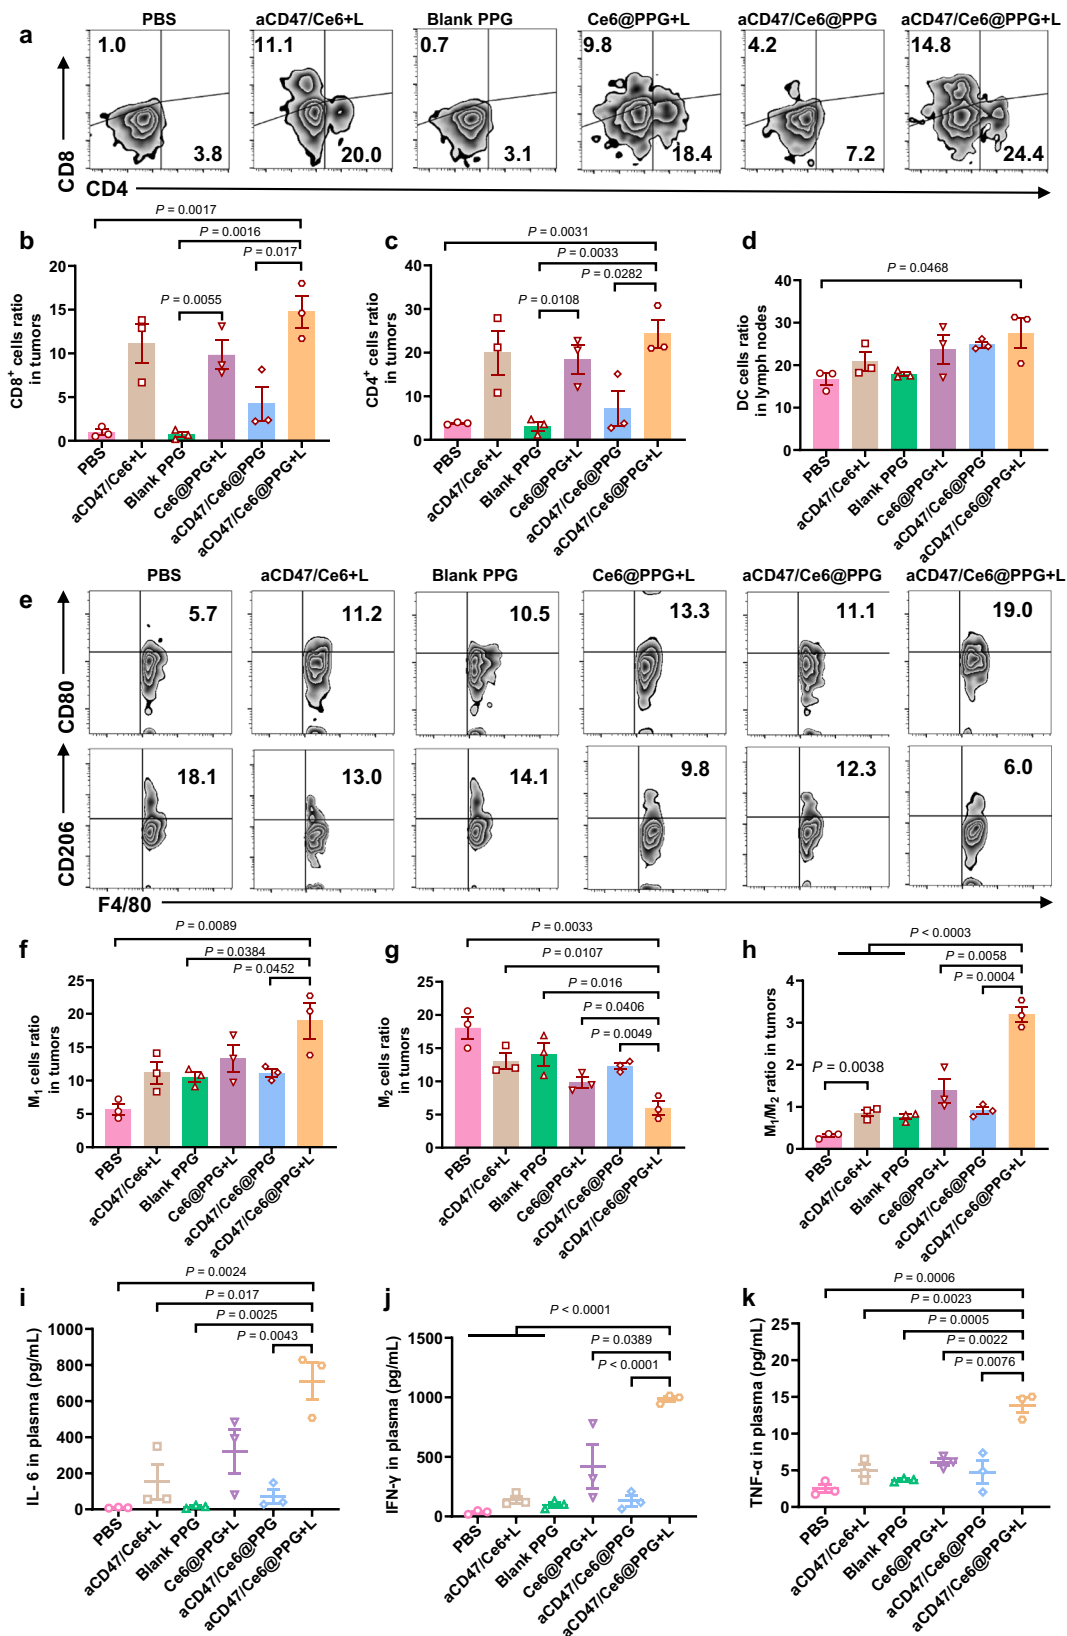 a
PBS
aCD47/Ce6+L
Blank PPG
Ce6@PPG+L
aCD47/Ce6@PPG
aCD47/Ce6@PPG+L
1.0
11.1
0.7
9.8
4.2
14.8
3.8
20.0
3.1
18.4
7.2
24.4
CD8
CD4
b
P = 0.0017
P = 0.0016
P = 0.017
P = 0.0055
CD8+ cells ratio
in tumors
20
15
10
5
0
PBS
aCD47/Ce6+L
Blank PPG
Ce6@PPG+L
aCD47/Ce6@PPG
aCD47/Ce6@PPG+L
c
P = 0.0031
P = 0.0033
P = 0.0282
P = 0.0108
CD4+ cells ratio
in tumors
40
30
20
10
0
PBS
aCD47/Ce6+L
Blank PPG
Ce6@PPG+L
aCD47/Ce6@PPG
aCD47/Ce6@PPG+L
d
P = 0.0468
DC cells ratio
in lymph nodes
40
30
20
10
0
PBS
aCD47/Ce6+L
Blank PPG
Ce6@PPG+L
aCD47/Ce6@PPG
aCD47/Ce6@PPG+L
e
PBS
aCD47/Ce6+L
Blank PPG
Ce6@PPG+L
aCD47/Ce6@PPG
aCD47/Ce6@PPG+L
5.7
11.2
10.5
13.3
11.1
19.0
CD80
18.1
13.0
14.1
9.8
12.3
6.0
CD206
F4/80
f
P = 0.0089
P = 0.0384
P = 0.0452
M1 cells ratio
in tumors
25
20
15
10
5
0
PBS
aCD47/Ce6+L
Blank PPG
Ce6@PPG+L
aCD47/Ce6@PPG
aCD47/Ce6@PPG+L
g
P = 0.0033
P = 0.0107
P = 0.016
P = 0.0406
P = 0.0049
M2 cells ratio
in tumors
25
20
15
10
5
0
PBS
aCD47/Ce6+L
Blank PPG
Ce6@PPG+L
aCD47/Ce6@PPG
aCD47/Ce6@PPG+L
h
P < 0.0003
P = 0.0058
P = 0.0004
P = 0.0038
M1/M2 ratio in tumors
4
3
2
1
0
PBS
aCD47/Ce6+L
Blank PPG
Ce6@PPG+L
aCD47/Ce6@PPG
aCD47/Ce6@PPG+L
i
P = 0.0024
P = 0.017
P = 0.0025
P = 0.0043
IL- 6 in plasma (pg/mL)
1000
800
600
400
200
0
PBS
aCD47/Ce6+L
Blank PPG
Ce6@PPG+L
aCD47/Ce6@PPG
aCD47/Ce6@PPG+L
j
P < 0.0001
P = 0.0389
P < 0.0001
IFN-γ in plasma (pg/mL)
1500
1000
500
0
PBS
aCD47/Ce6+L
Blank PPG
Ce6@PPG+L
aCD47/Ce6@PPG
aCD47/Ce6@PPG+L
k
P = 0.0006
P = 0.0023
P = 0.0005
P = 0.0022
P = 0.0076
TNF-α in plasma (pg/mL)
25
20
15
10
5
0
PBS
aCD47/Ce6+L
Blank PPG
Ce6@PPG+L
aCD47/Ce6@PPG
aCD47/Ce6@PPG+L